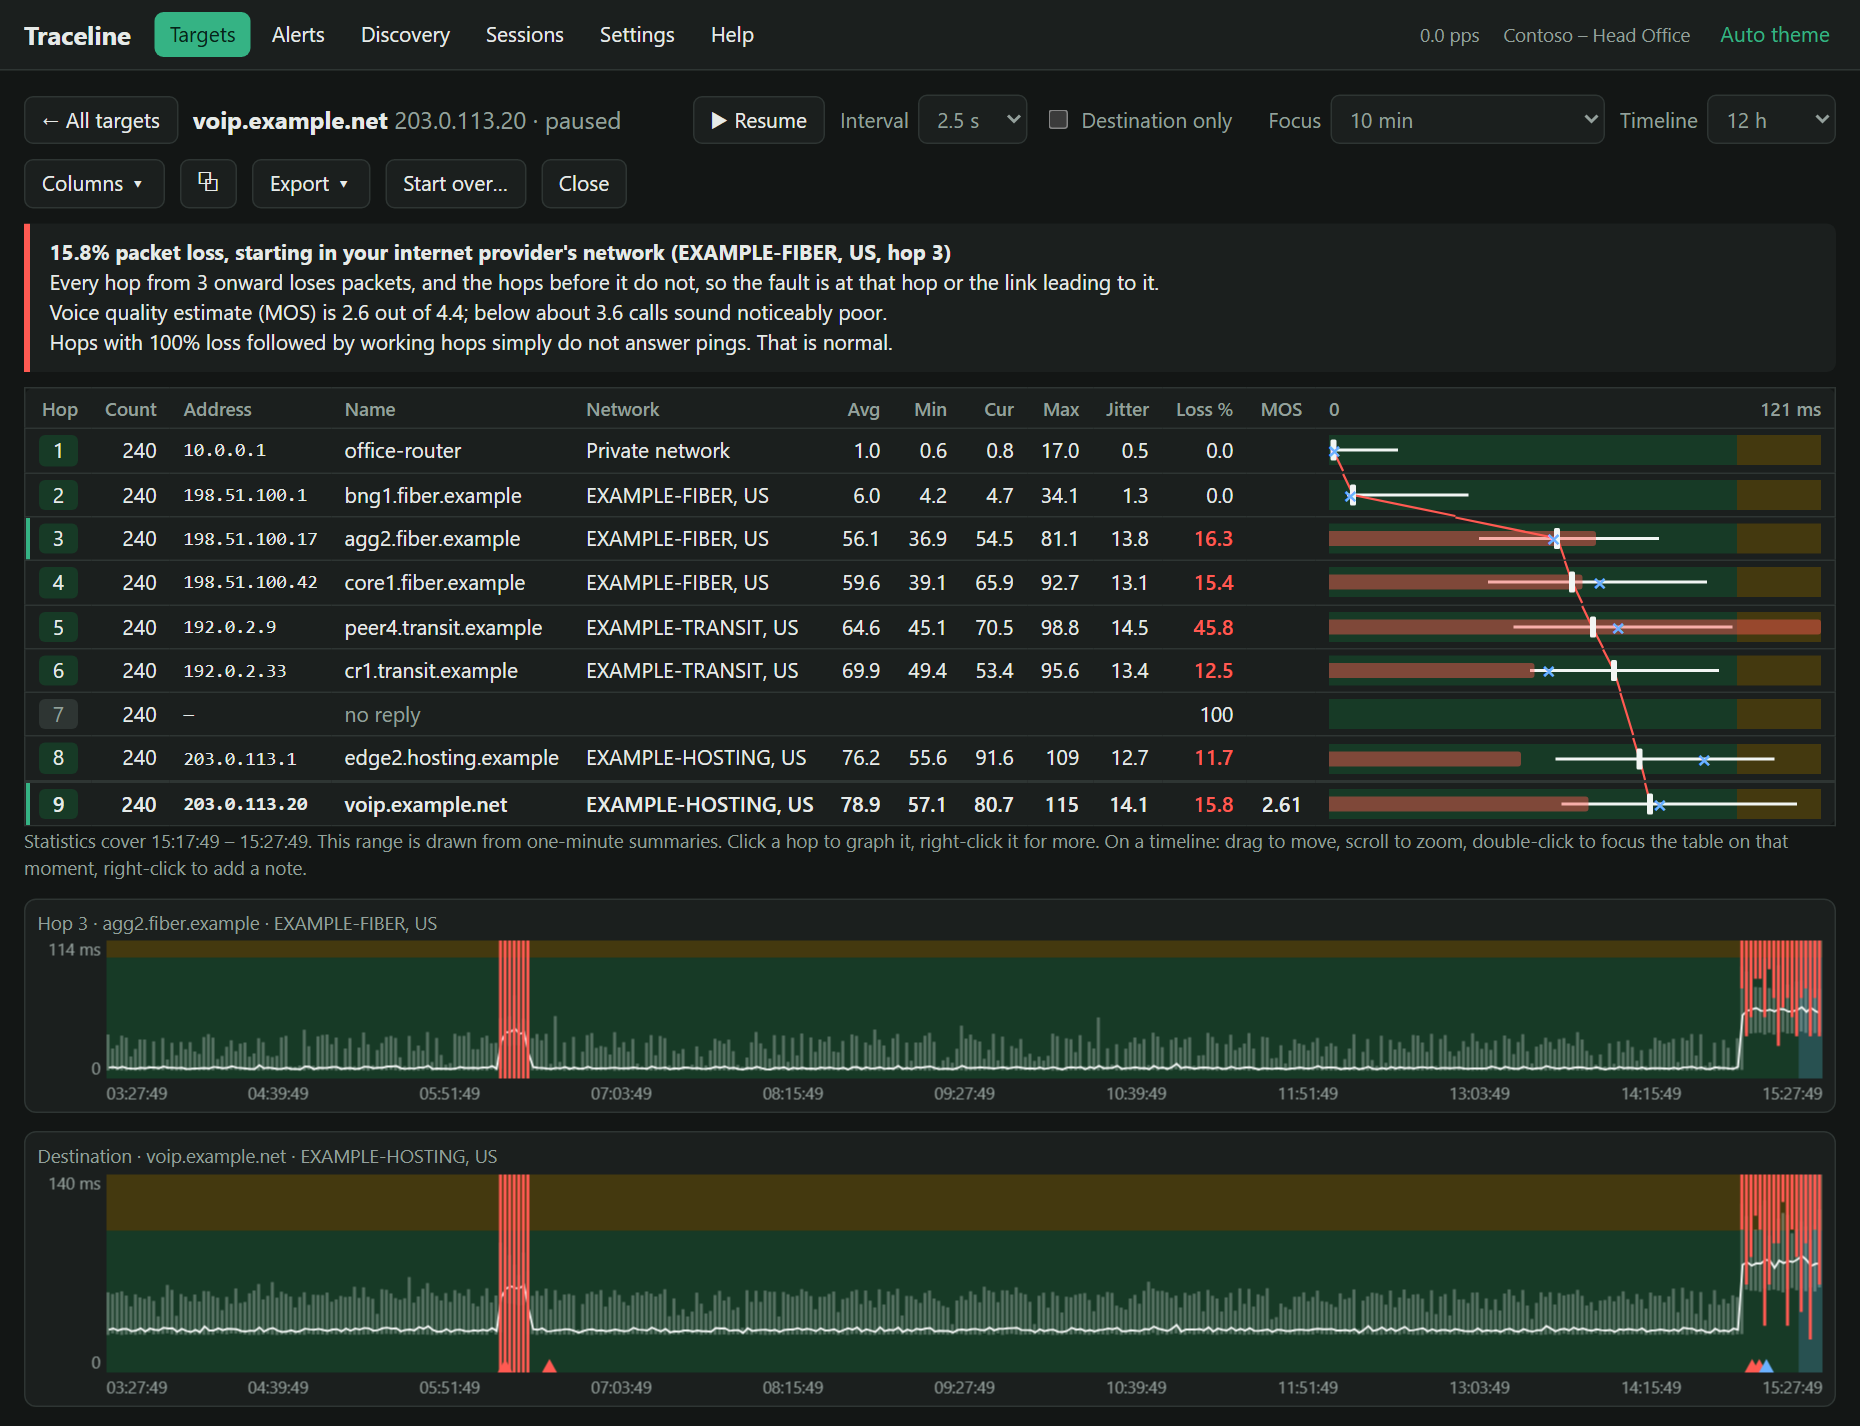 Traceline Targets Alerts Discovery Sessions Settings Help 0.0 pps Contoso – Head Office Auto theme
← All targets voip.example.net 203.0.113.20 · paused ▶ Resume Interval 2.5 s Destination only Focus 10 min Timeline 12 h
Columns ▾ Export ▾ Start over... Close
15.8% packet loss, starting in your internet provider's network (EXAMPLE-FIBER, US, hop 3)
Every hop from 3 onward loses packets, and the hops before it do not, so the fault is at that hop or the link leading to it.
Voice quality estimate (MOS) is 2.6 out of 4.4; below about 3.6 calls sound noticeably poor.
Hops with 100% loss followed by working hops simply do not answer pings. That is normal.
Hop Count Address Name Network Avg Min Cur Max Jitter Loss % MOS 0 121 ms
1 240 10.0.0.1 office-router Private network 1.0 0.6 0.8 17.0 0.5 0.0
2 240 198.51.100.1 bng1.fiber.example EXAMPLE-FIBER, US 6.0 4.2 4.7 34.1 1.3 0.0
3 240 198.51.100.17 agg2.fiber.example EXAMPLE-FIBER, US 56.1 36.9 54.5 81.1 13.8 16.3
4 240 198.51.100.42 core1.fiber.example EXAMPLE-FIBER, US 59.6 39.1 65.9 92.7 13.1 15.4
5 240 192.0.2.9 peer4.transit.example EXAMPLE-TRANSIT, US 64.6 45.1 70.5 98.8 14.5 45.8
6 240 192.0.2.33 cr1.transit.example EXAMPLE-TRANSIT, US 69.9 49.4 53.4 95.6 13.4 12.5
7 240 – no reply 100
8 240 203.0.113.1 edge2.hosting.example EXAMPLE-HOSTING, US 76.2 55.6 91.6 109 12.7 11.7
9 240 203.0.113.20 voip.example.net EXAMPLE-HOSTING, US 78.9 57.1 80.7 115 14.1 15.8 2.61
Statistics cover 15:17:49 – 15:27:49. This range is drawn from one-minute summaries. Click a hop to graph it, right-click it for more. On a timeline: drag to move, scroll to zoom, double-click to focus the table on that
moment, right-click to add a note.
Hop 3 · agg2.fiber.example · EXAMPLE-FIBER, US
114 ms
0
03:27:49 04:39:49 05:51:49 07:03:49 08:15:49 09:27:49 10:39:49 11:51:49 13:03:49 14:15:49 15:27:49
Destination · voip.example.net · EXAMPLE-HOSTING, US
140 ms
0
03:27:49 04:39:49 05:51:49 07:03:49 08:15:49 09:27:49 10:39:49 11:51:49 13:03:49 14:15:49 15:27:49